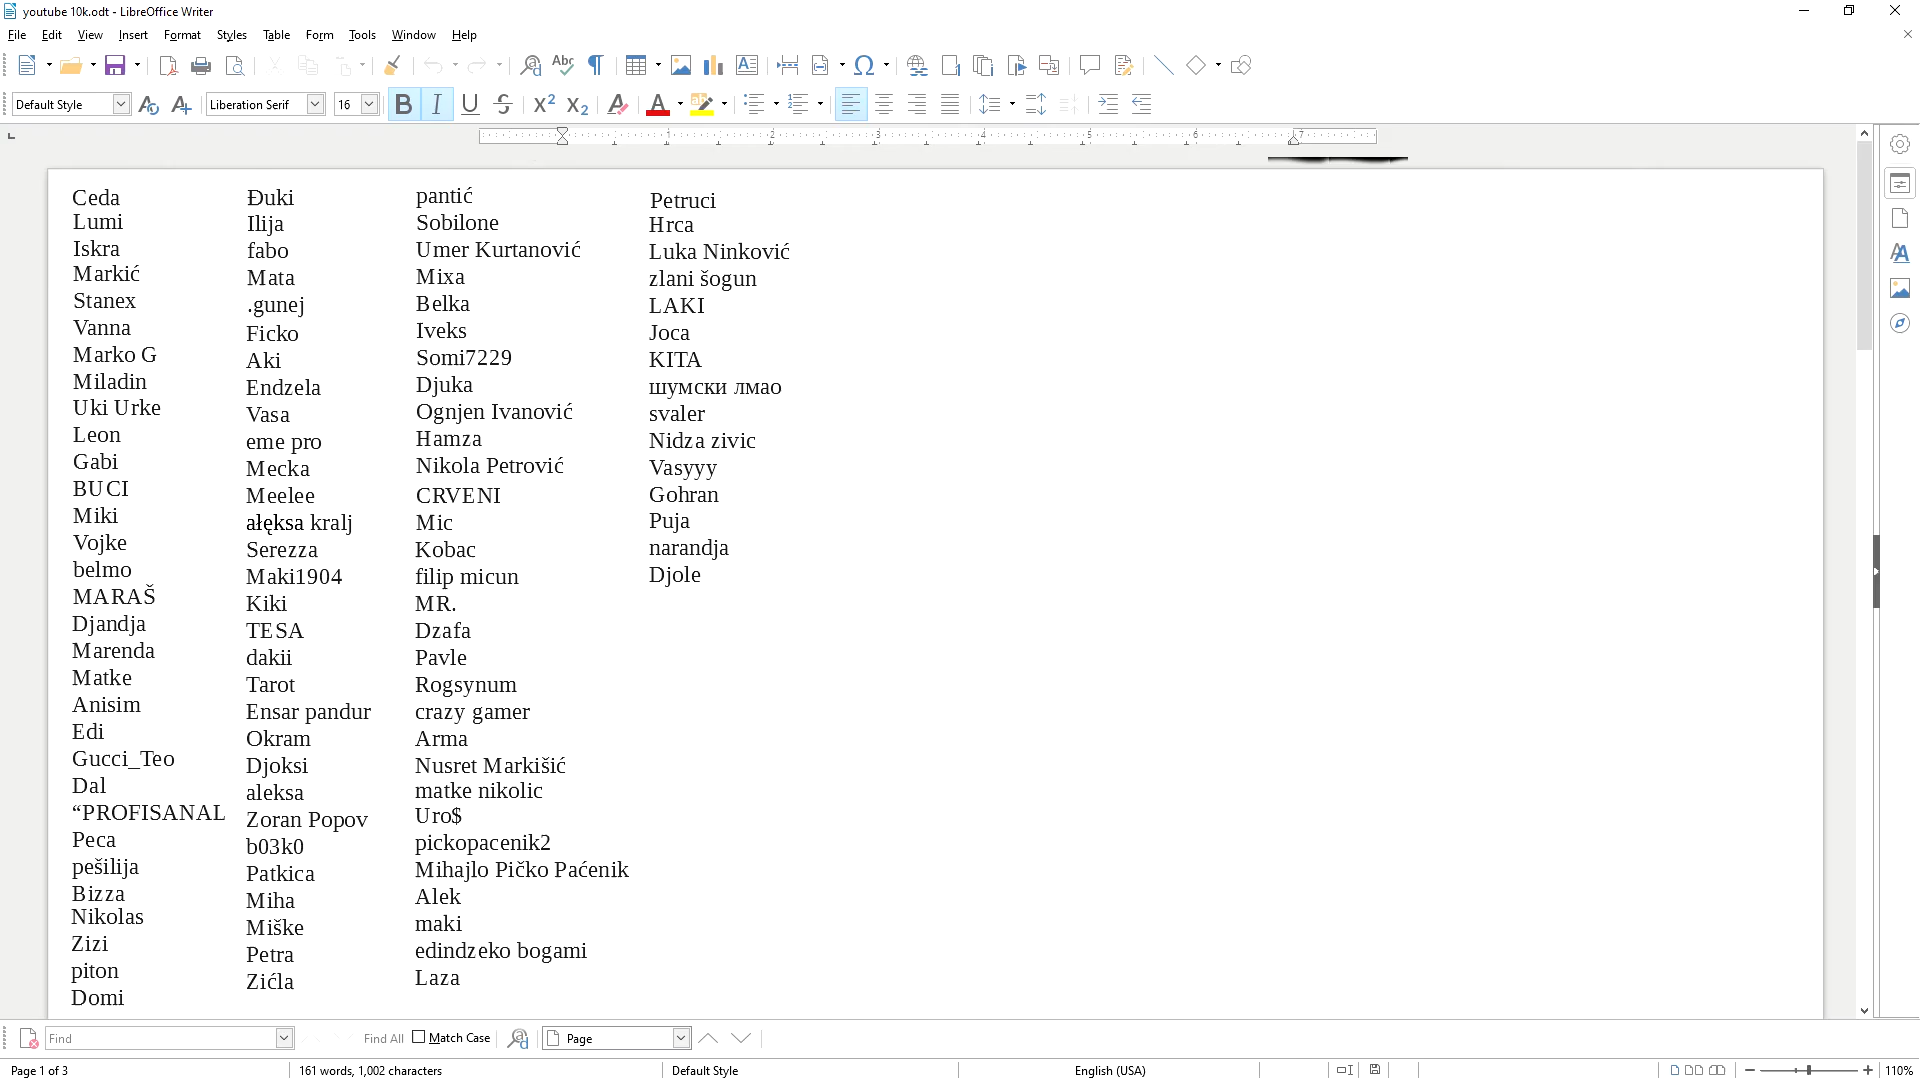 youtube 10k.odt - LibreOffice Writer
File Edit View Insert Format Styles Table Form Tools Window Help
Default Style Liberation Serif 16
1 2 3 4 5 6 7
Ceda
Lumi
Iskra
Markić
Stanex
Vanna
Marko G
Miladin
Uki Urke
Leon
Gabi
BUCI
Miki
Vojke
belmo
MARAŠ
Djandja
Marenda
Matke
Anisim
Edi
Gucci_Teo
Dal
“PROFISANAL
Peca
pešilija
Bizza
Nikolas
Zizi
piton
Domi
Đuki
Ilija
fabo
Mata
.gunej
Ficko
Aki
Endzela
Vasa
eme pro
Mecka
Meelee
ałęksa kralj
Serezza
Maki1904
Kiki
TESA
dakii
Tarot
Ensar pandur
Okram
Djoksi
aleksa
Zoran Popov
b03k0
Patkica
Miha
Miške
Petra
Zićla
pantić
Sobilone
Umer Kurtanović
Mixa
Belka
Iveks
Somi7229
Djuka
Ognjen Ivanović
Hamza
Nikola Petrović
CRVENI
Mic
Kobac
filip micun
MR.
Dzafa
Pavle
Rogsynum
crazy gamer
Arma
Nusret Markišić
matke nikolic
Uro$
pickopacenik2
Mihajlo Pičko Paćenik
Alek
maki
edindzeko bogami
Laza
Petruci
Hrca
Luka Ninković
zlani šogun
LAKI
Joca
KITA
шумски лмао
svaler
Nidza zivic
Vasyyy
Gohran
Puja
narandja
Djole
Find Find All Match Case Page
Page 1 of 3 161 words, 1,002 characters Default Style English (USA) 110%